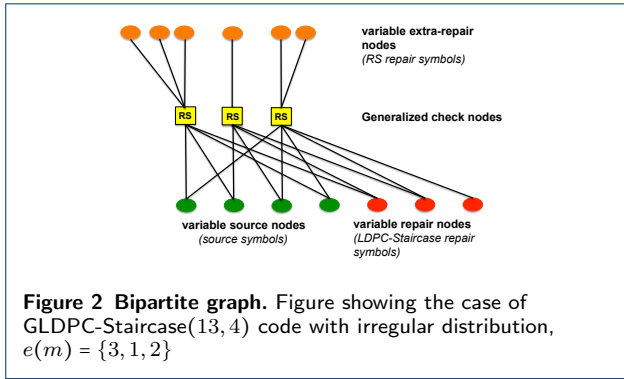 variable extra-repair
nodes
(RS repair symbols)
RS RS RS
Generalized check nodes
variable source nodes
(source symbols)
variable repair nodes
(LDPC-Staircase repair
symbols)
Figure 2 Bipartite graph. Figure showing the case of
GLDPC-Staircase(13, 4) code with irregular distribution,
e(m) = {3, 1, 2}